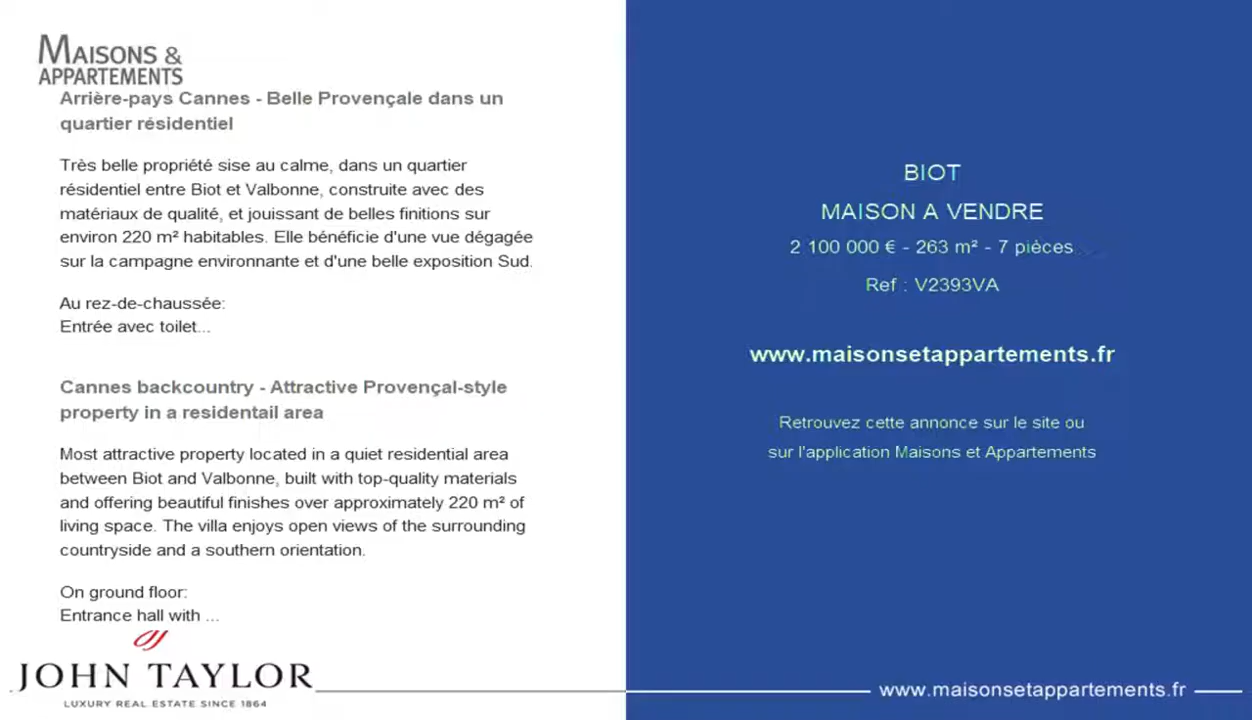 MAISONS &
APPARTEMENTS
Arrière-pays Cannes - Belle Provençale dans un
quartier résidentiel
Très belle propriété sise au calme, dans un quartier
résidentiel entre Biot et Valbonne, construite avec des
matériaux de qualité, et jouissant de belles finitions sur
environ 220 m² habitables. Elle bénéficie d'une vue dégagée
sur la campagne environnante et d'une belle exposition Sud.
Au rez-de-chaussée:
Entrée avec toilet...
Cannes backcountry - Attractive Provençal-style
property in a residentail area
Most attractive property located in a quiet residential area
between Biot and Valbonne, built with top-quality materials
and offering beautiful finishes over approximately 220 m² of
living space. The villa enjoys open views of the surrounding
countryside and a southern orientation.
On ground floor:
Entrance hall with ...
JOHN TAYLOR
LUXURY REAL ESTATE SINCE 1864
BIOT
MAISON A VENDRE
2 100 000 € - 263 m² - 7 pièces
Ref : V2393VA
www.maisonsetappartements.fr
Retrouvez cette annonce sur le site ou
sur l'application Maisons et Appartements
www.maisonsetappartements.fr